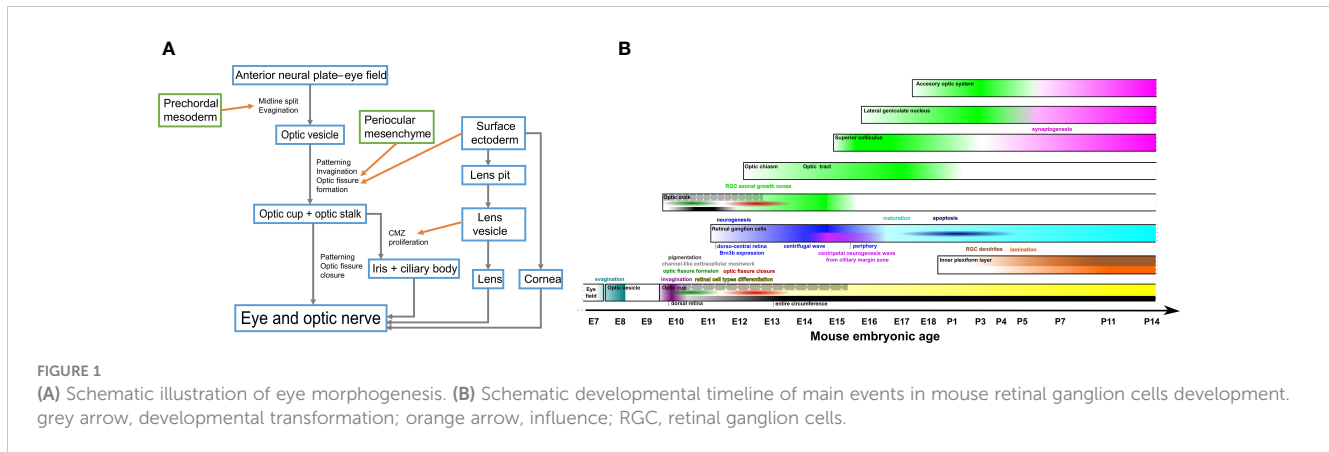 A
Anterior neural plate–eye field
Prechordal
mesoderm
Midline split
Evagination
Periocular
mesenchyme
Optic vesicle
Surface
ectoderm
Patterning
Invagination
Optic fissure
formation
Lens pit
Optic cup + optic stalk
Lens
vesicle
CMZ
proliferation
Patterning
Optic fissure
closure
Iris + ciliary body
Lens
Cornea
Eye and optic nerve
B
Accesory optic system
Lateral geniculate nucleus
synaptogenesis
Superior colliculus
Optic chiasm
Optic tract
RGC axonal growth cones
Optic stalk
neurogenesis
maturation
apoptosis
Retinal ganglion cells
dorso-central retina
Brn3b expression
centrifugal wave
periphery
centripetal neurogenesis wave
from ciliary margin zone
RGC dendrites
lamination
Inner plexiform layer
pigmentation
channel-like extracellular meshwork
optic fissure formaion
optic fissure closure
evagination
invagination
retinal cell types differentiation
Eye
field
Optic vesicle
Optic cup
dorsal retina
entire circumference
E7 E8 E9 E10 E11 E12 E13 E14 E15 E16 E17 E18 P1 P3 P4 P5 P7 P11 P14
Mouse embryonic age
FIGURE 1
(A) Schematic illustration of eye morphogenesis. (B) Schematic developmental timeline of main events in mouse retinal ganglion cells development.
grey arrow, developmental transformation; orange arrow, influence; RGC, retinal ganglion cells.